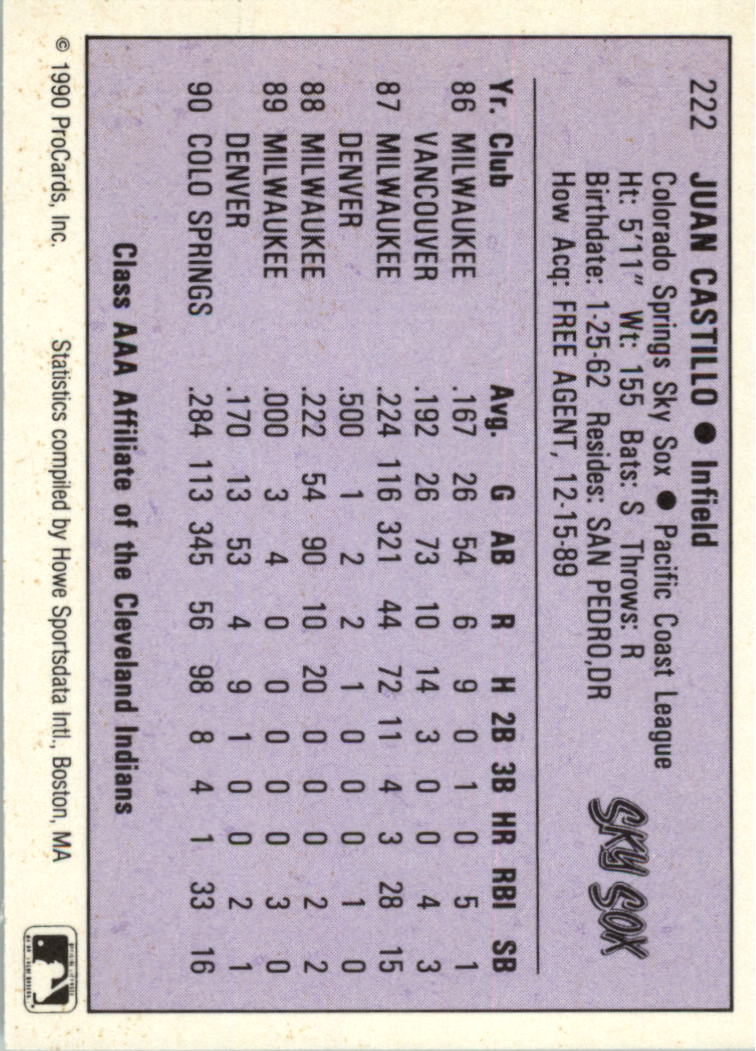 222 JUAN CASTILLO ● Infield
Colorado Springs Sky Sox ● Pacific Coast League
Ht: 5'11" Wt: 155 Bats: S Throws: R
Birthdate: 1-25-62 Resides: SAN PEDRO,DR
How Acq: FREE AGENT, 12-15-89
SKY SOX
Yr. Club Avg. G AB R H 2B 3B HR RBI SB
86 MILWAUKEE .167 26 54 6 9 0 1 0 5 1
VANCOUVER .192 26 73 10 14 3 0 0 4 3
87 MILWAUKEE .224 116 321 44 72 11 4 3 28 15
DENVER .500 1 2 2 1 0 0 0 1 0
88 MILWAUKEE .222 54 90 10 20 0 0 0 2 2
89 MILWAUKEE .000 3 4 0 0 0 0 0 3 0
DENVER .170 13 53 4 9 1 0 0 2 1
90 COLO SPRINGS .284 113 345 56 98 8 4 1 33 16
Class AAA Affiliate of the Cleveland Indians
© 1990 ProCards, Inc. Statistics compiled by Howe Sportsdata Intl., Boston, MA